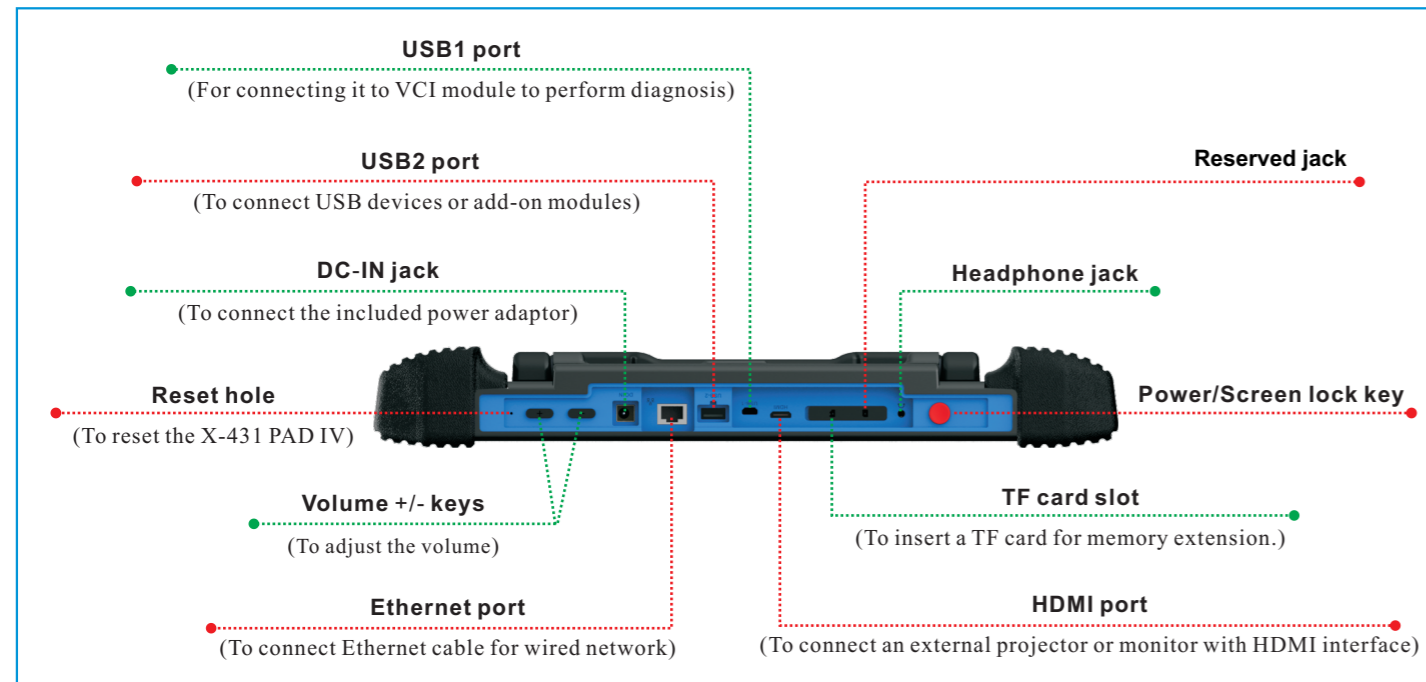 USB1 port
(For connecting it to VCI module to perform diagnosis)
USB2 port
(To connect USB devices or add-on modules)
Reserved jack
DC-IN jack
(To connect the included power adaptor)
Headphone jack
Reset hole
(To reset the X-431 PAD IV)
Power/Screen lock key
Volume +/- keys
(To adjust the volume)
TF card slot
(To insert a TF card for memory extension.)
Ethernet port
(To connect Ethernet cable for wired network)
HDMI port
(To connect an external projector or monitor with HDMI interface)